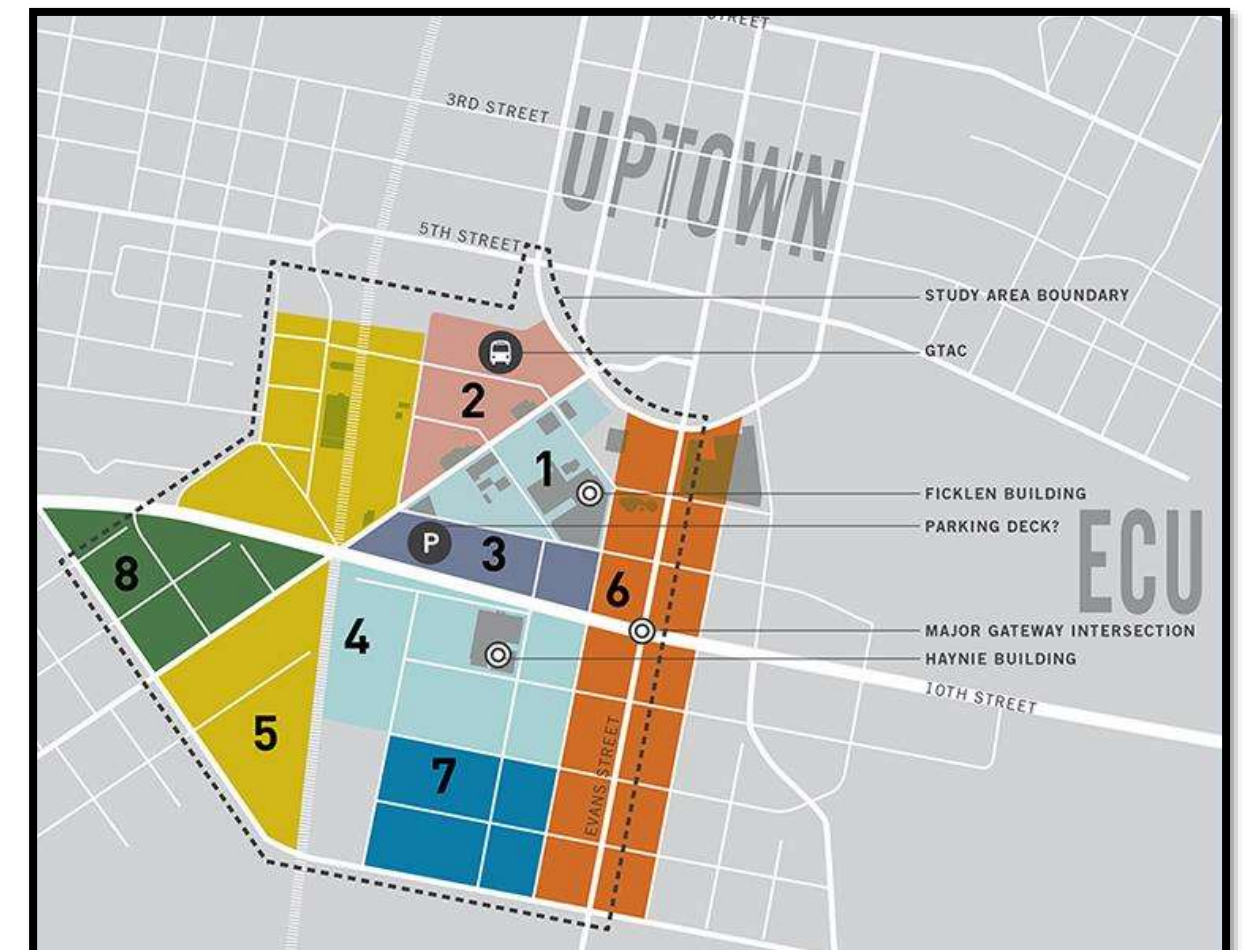 3RD STREET
UPTOWN
5TH STREET
STUDY AREA BOUNDARY
GTAC
2
1
FICKLEN BUILDING
PARKING DECK?
P
3
ECU
8
6
4
MAJOR GATEWAY INTERSECTION
HAYNIE BUILDING
10TH STREET
5
7
EVANS STREET